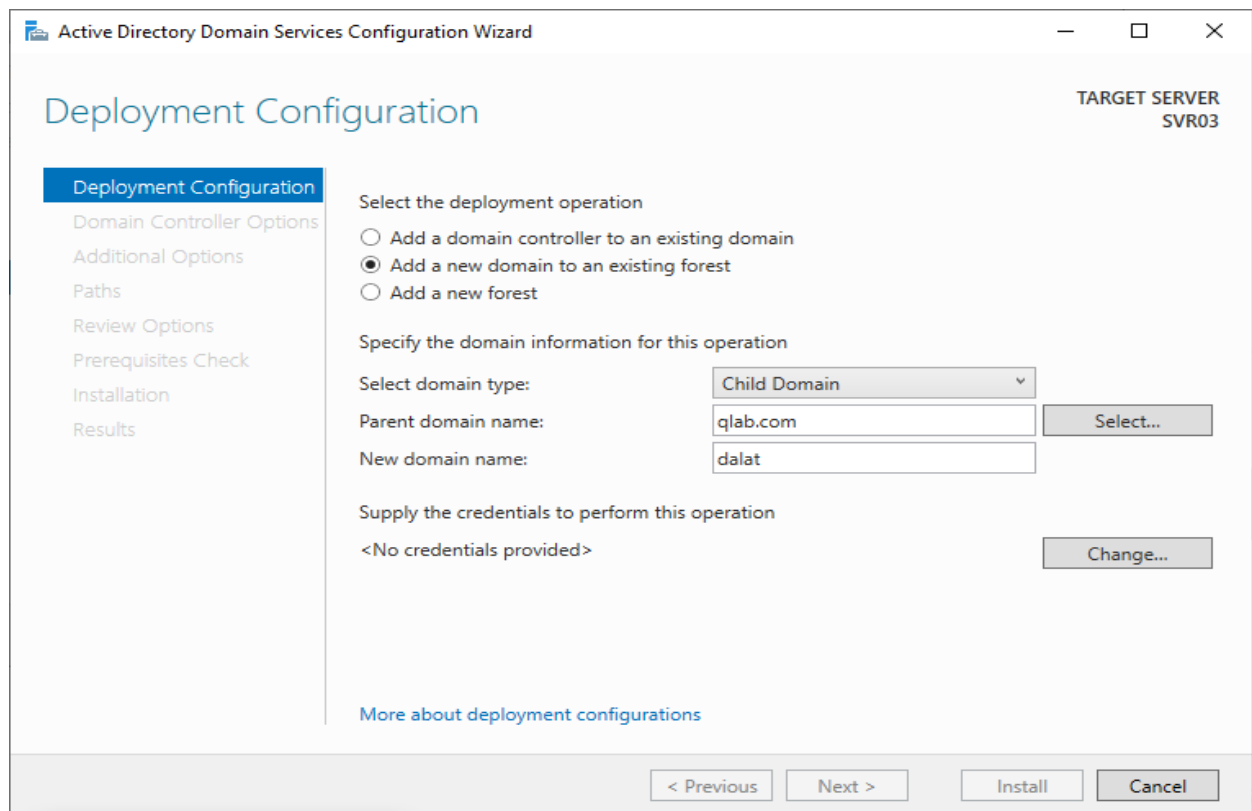 Active Directory Domain Services Configuration Wizard
Deployment Configuration
TARGET SERVER
SVR03
Deployment Configuration
Domain Controller Options
Additional Options
Paths
Review Options
Prerequisites Check
Installation
Results
Select the deployment operation
Add a domain controller to an existing domain
Add a new domain to an existing forest
Add a new forest
Specify the domain information for this operation
Select domain type: Child Domain
Parent domain name: qlab.com Select...
New domain name: dalat
Supply the credentials to perform this operation
<No credentials provided> Change...
More about deployment configurations
< Previous Next > Install Cancel